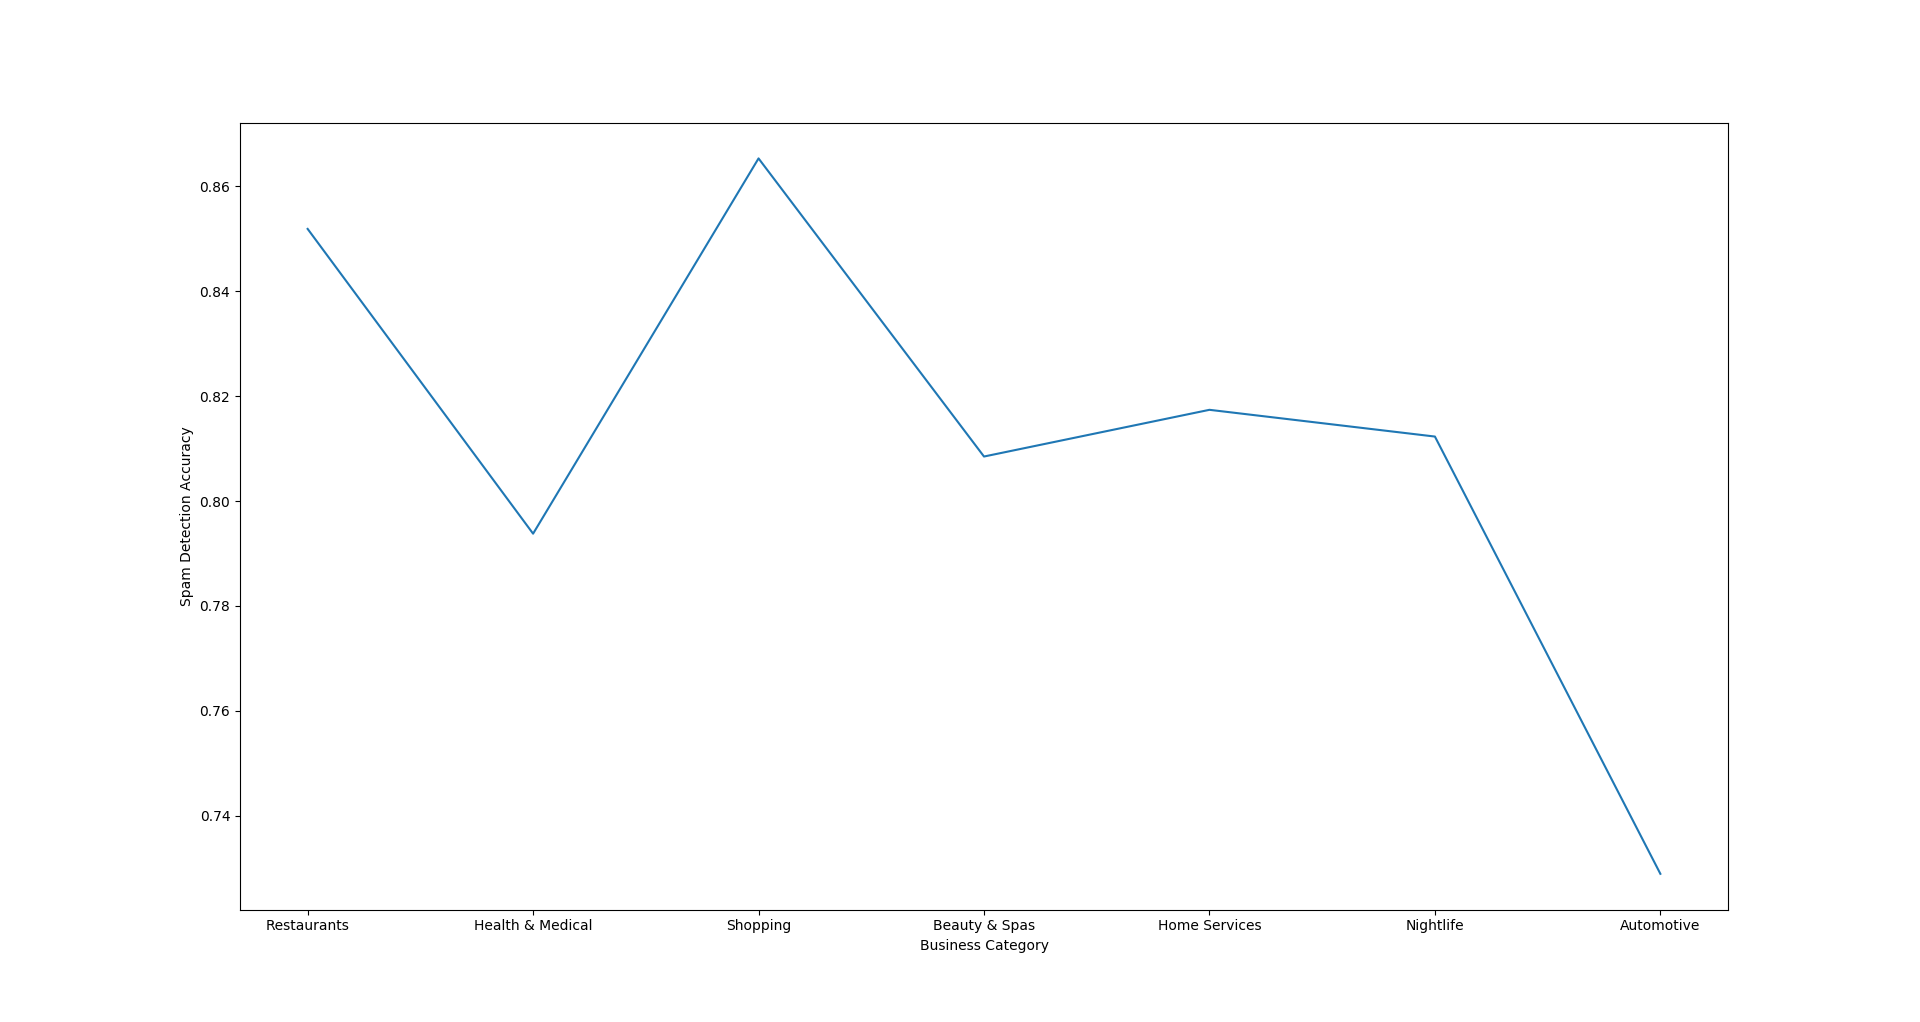 0.86
0.84
0.82
0.80
0.78
0.76
0.74
Spam Detection Accuracy
Restaurants Health & Medical Shopping Beauty & Spas Home Services Nightlife Automotive
Business Category